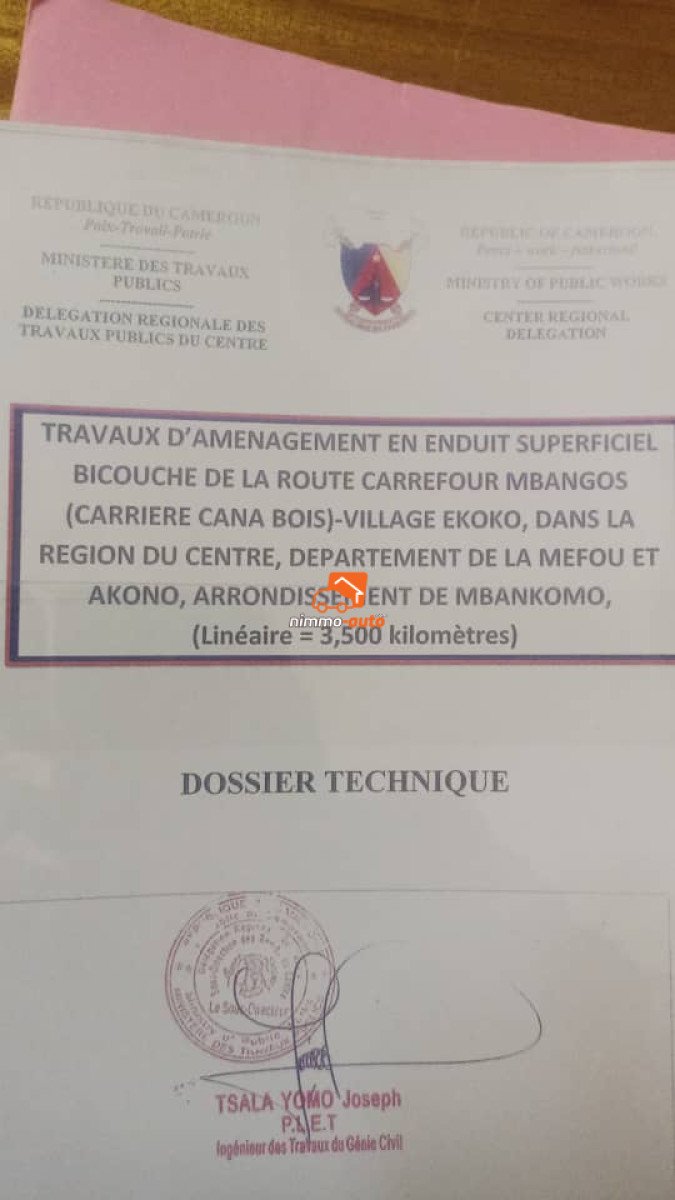 REPUBLIQUE DU CAMEROUN
Paix-Travail-Patrie
MINISTERE DES TRAVAUX
PUBLICS
DELEGATION REGIONALE DES
TRAVAUX PUBLICS DU CENTRE
REPUBLIC OF CAMEROON
MINISTRY OF PUBLIC WORKS
CENTER REGIONAL
DELEGATION
TRAVAUX D'AMENAGEMENT EN ENDUIT SUPERFICIEL
BICOUCHE DE LA ROUTE CARREFOUR MBANGOS
(CARRIERE CANA BOIS)-VILLAGE EKOKO, DANS LA
REGION DU CENTRE, DEPARTEMENT DE LA MEFOU ET
AKONO, ARRONDISSEMENT DE MBANKOMO,
nimmo-auto
(Linéaire = 3,500 kilomètres)
DOSSIER TECHNIQUE
MINISTERE DES TRAVAUX
TSALA YOMO Joseph
P.L.E.T
Ingénieur des Travaux du Génie Civil